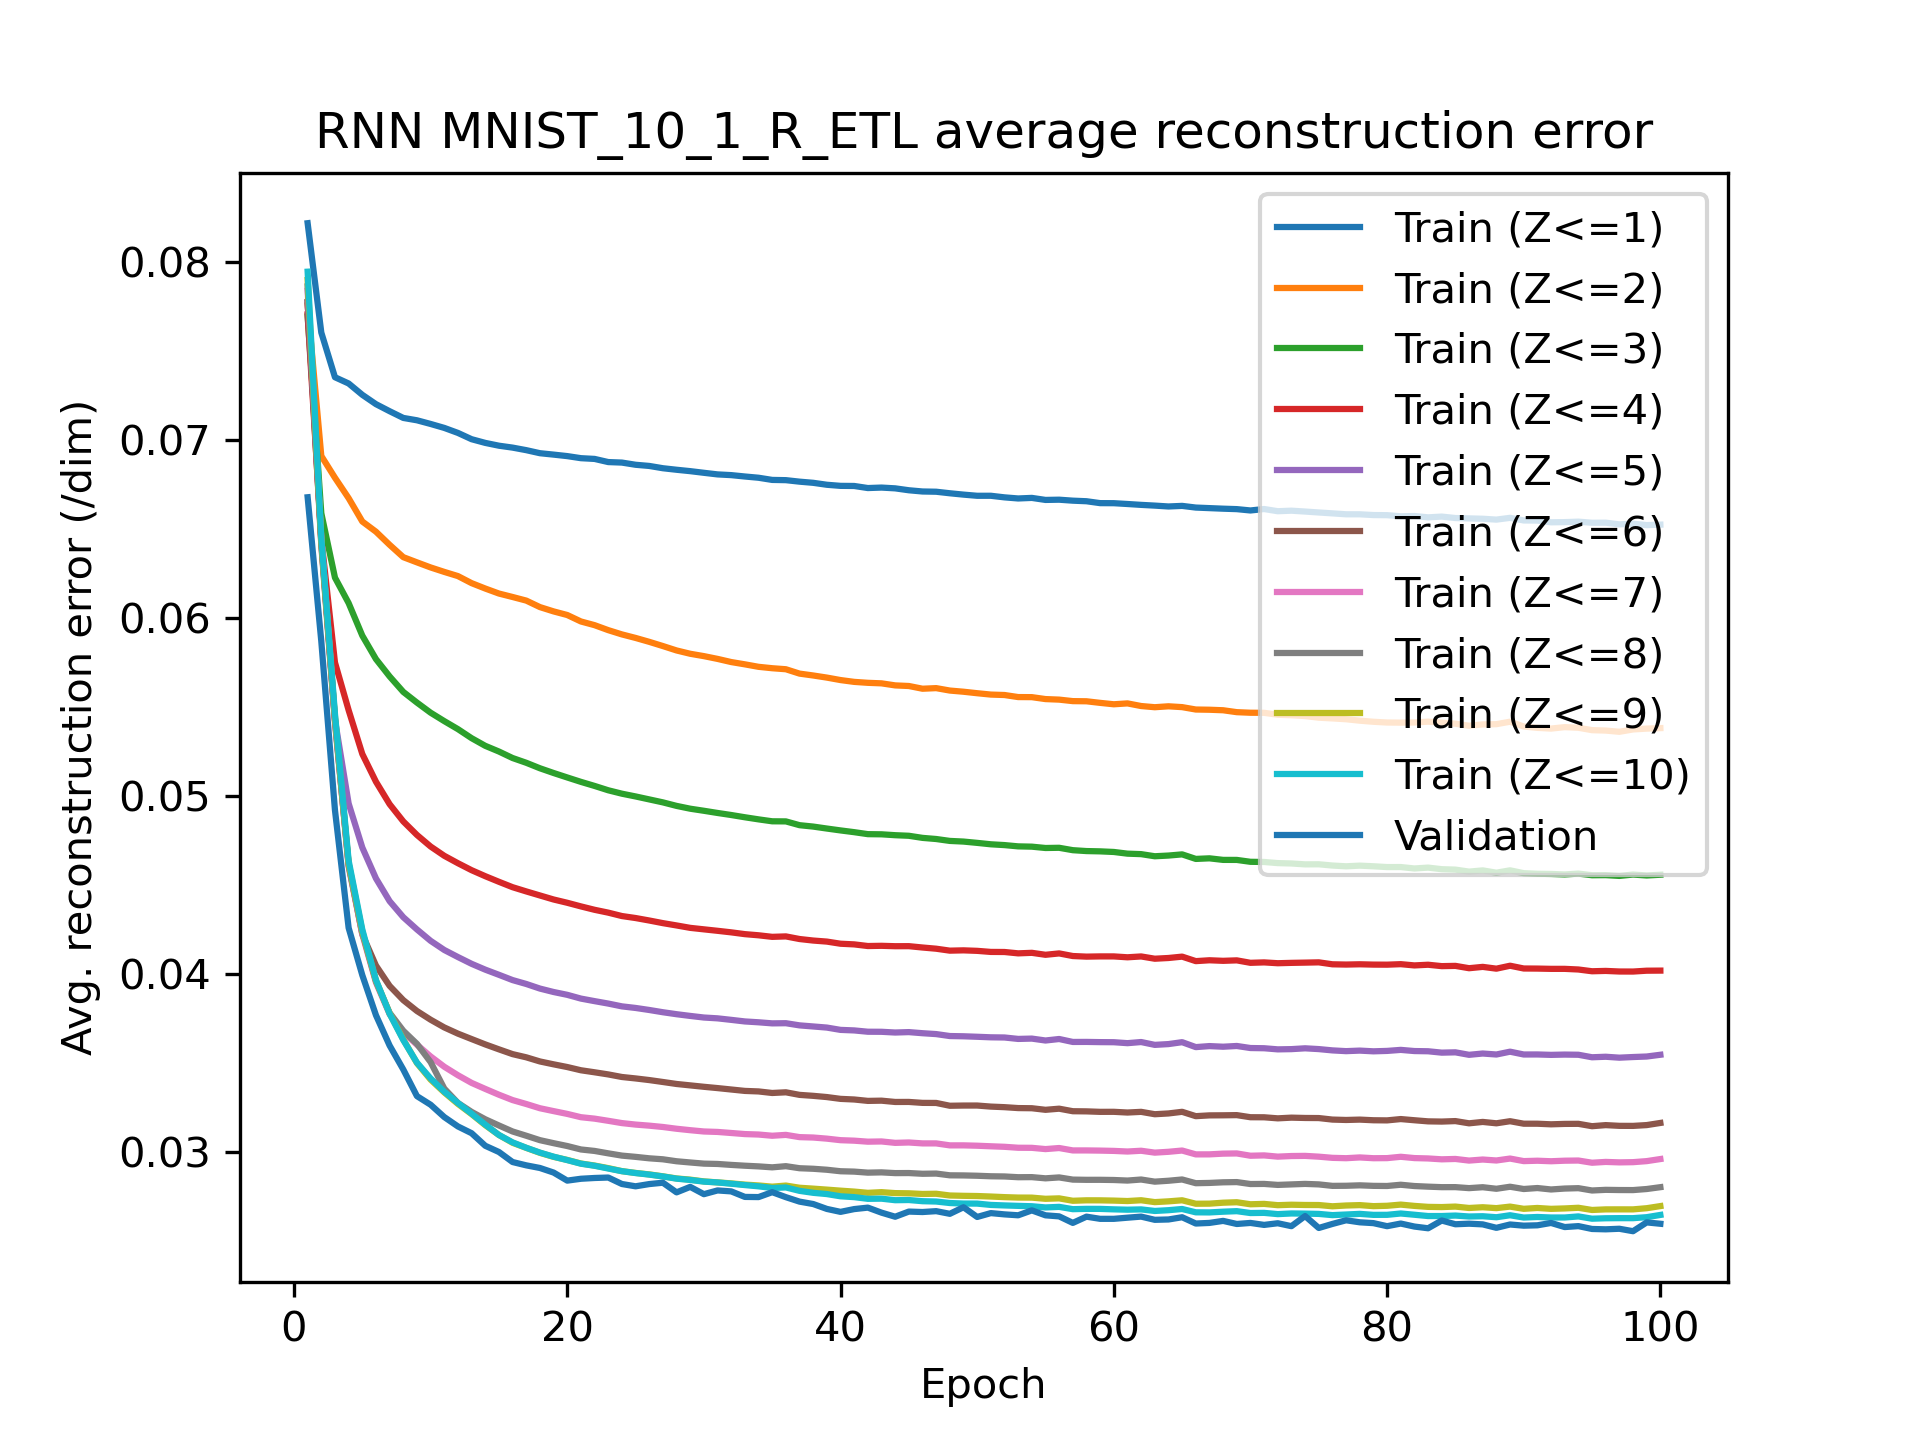 RNN MNIST_10_1_R_ETL average reconstruction error
Avg. reconstruction error (/dim)
0.08
0.07
0.06
0.05
0.04
0.03
Train (Z<=1)
Train (Z<=2)
Train (Z<=3)
Train (Z<=4)
Train (Z<=5)
Train (Z<=6)
Train (Z<=7)
Train (Z<=8)
Train (Z<=9)
Train (Z<=10)
Validation
0 20 40 60 80 100
Epoch